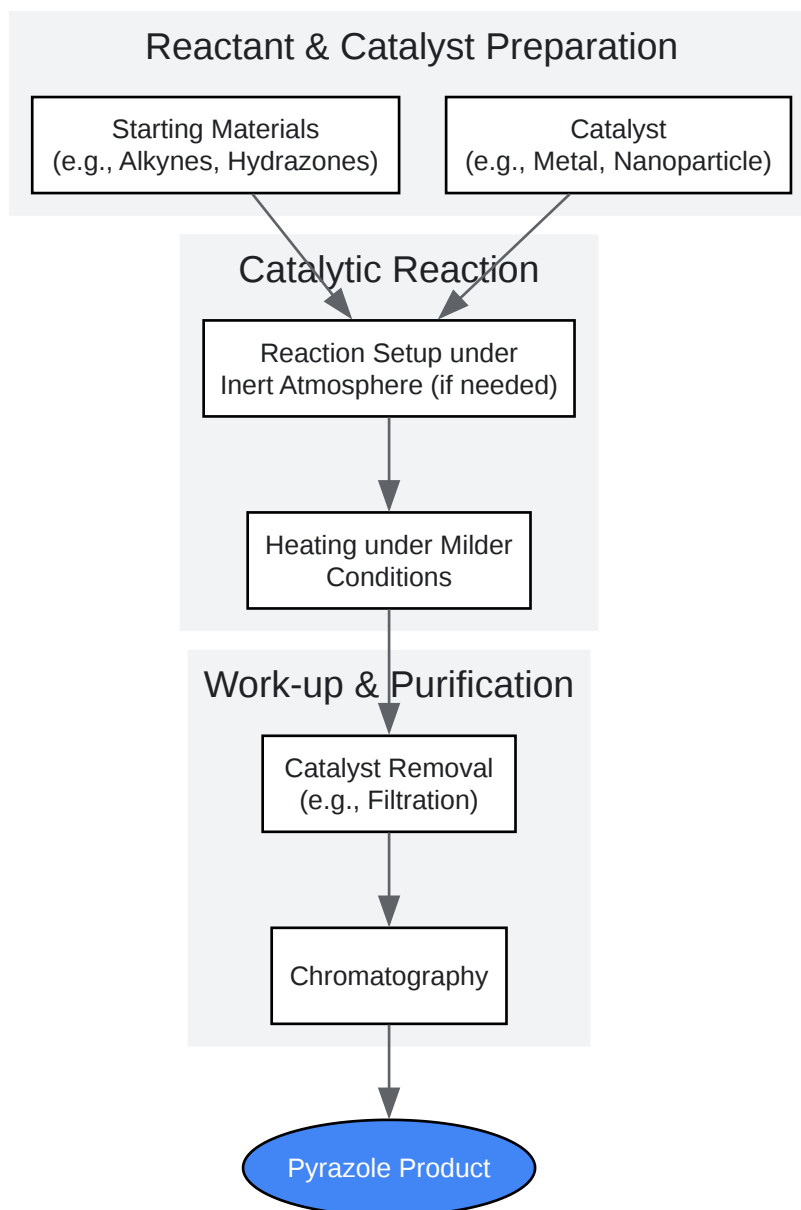 Reactant & Catalyst Preparation
Starting Materials
(e.g., Alkynes, Hydrazones)
Catalyst
(e.g., Metal, Nanoparticle)
Catalytic Reaction
Reaction Setup under
Inert Atmosphere (if needed)
Heating under Milder
Conditions
Work-up & Purification
Catalyst Removal
(e.g., Filtration)
Chromatography
Pyrazole Product